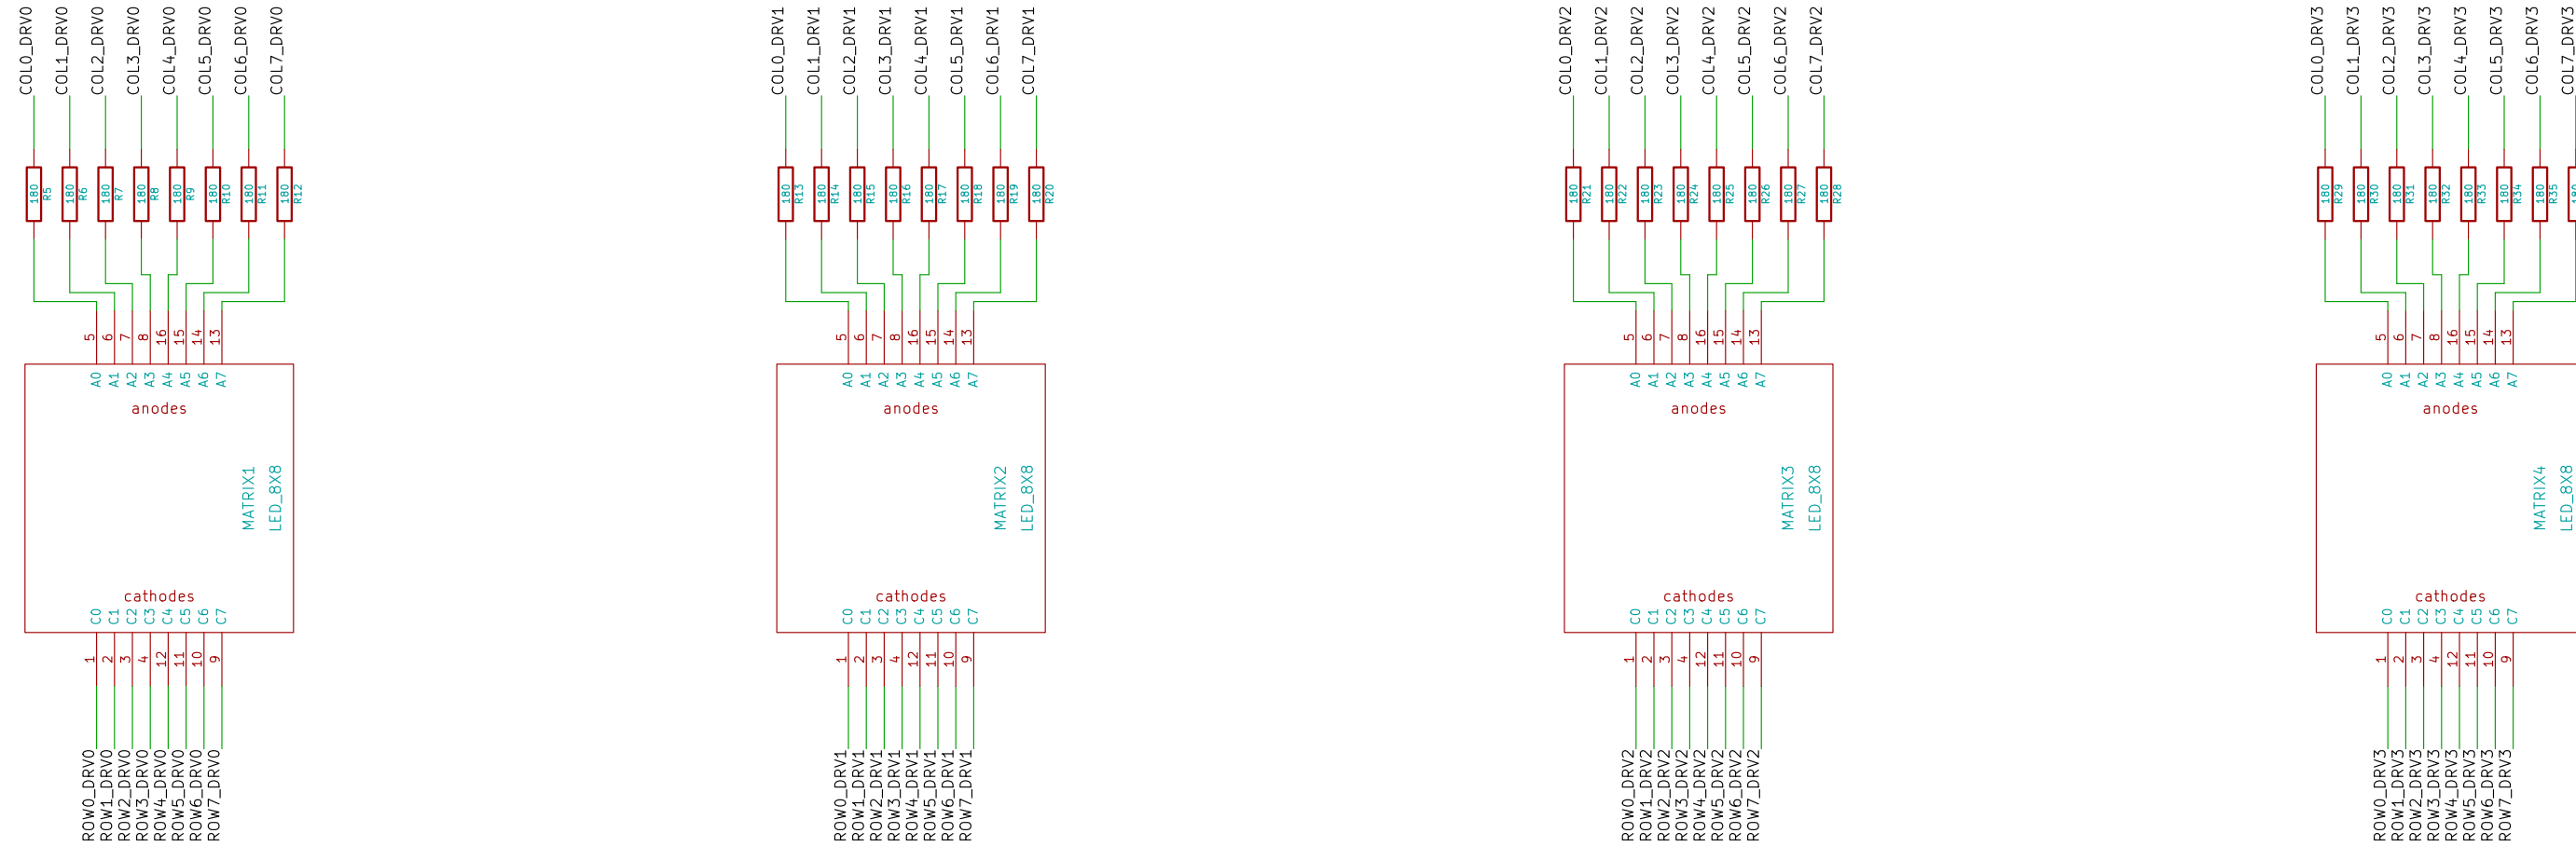 COL0_DRV0 COL1_DRV0 COL2_DRV0 COL3_DRV0 COL4_DRV0 COL5_DRV0 COL6_DRV0 COL7_DRV0
180 R5 180 R6 180 R7 180 R8 180 R9 180 R10 180 R11 180 R12
5 6 7 8 16 15 14 13
A0 A1 A2 A3 A4 A5 A6 A7
anodes
MATRIX1
LED_8X8
cathodes
C0 C1 C2 C3 C4 C5 C6 C7
1 2 3 4 12 11 10 9
ROW0_DRV0 ROW1_DRV0 ROW2_DRV0 ROW3_DRV0 ROW4_DRV0 ROW5_DRV0 ROW6_DRV0 ROW7_DRV0
COL0_DRV1 COL1_DRV1 COL2_DRV1 COL3_DRV1 COL4_DRV1 COL5_DRV1 COL6_DRV1 COL7_DRV1
180 R13 180 R14 180 R15 180 R16 180 R17 180 R18 180 R19 180 R20
5 6 7 8 16 15 14 13
A0 A1 A2 A3 A4 A5 A6 A7
anodes
MATRIX2
LED_8X8
cathodes
C0 C1 C2 C3 C4 C5 C6 C7
1 2 3 4 12 11 10 9
ROW0_DRV1 ROW1_DRV1 ROW2_DRV1 ROW3_DRV1 ROW4_DRV1 ROW5_DRV1 ROW6_DRV1 ROW7_DRV1
COL0_DRV2 COL1_DRV2 COL2_DRV2 COL3_DRV2 COL4_DRV2 COL5_DRV2 COL6_DRV2 COL7_DRV2
180 R21 180 R22 180 R23 180 R24 180 R25 180 R26 180 R27 180 R28
5 6 7 8 16 15 14 13
A0 A1 A2 A3 A4 A5 A6 A7
anodes
MATRIX3
LED_8X8
cathodes
C0 C1 C2 C3 C4 C5 C6 C7
1 2 3 4 12 11 10 9
ROW0_DRV2 ROW1_DRV2 ROW2_DRV2 ROW3_DRV2 ROW4_DRV2 ROW5_DRV2 ROW6_DRV2 ROW7_DRV2
COL0_DRV3 COL1_DRV3 COL2_DRV3 COL3_DRV3 COL4_DRV3 COL5_DRV3 COL6_DRV3 COL7_DRV3
180 R29 180 R30 180 R31 180 R32 180 R33 180 R34 180 R35
5 6 7 8 16 15 14 13
A0 A1 A2 A3 A4 A5 A6 A7
anodes
MATRIX4
LED_8X8
cathodes
C0 C1 C2 C3 C4 C5 C6 C7
1 2 3 4 12 11 10 9
ROW0_DRV3 ROW1_DRV3 ROW2_DRV3 ROW3_DRV3 ROW4_DRV3 ROW5_DRV3 ROW6_DRV3 ROW7_DRV3